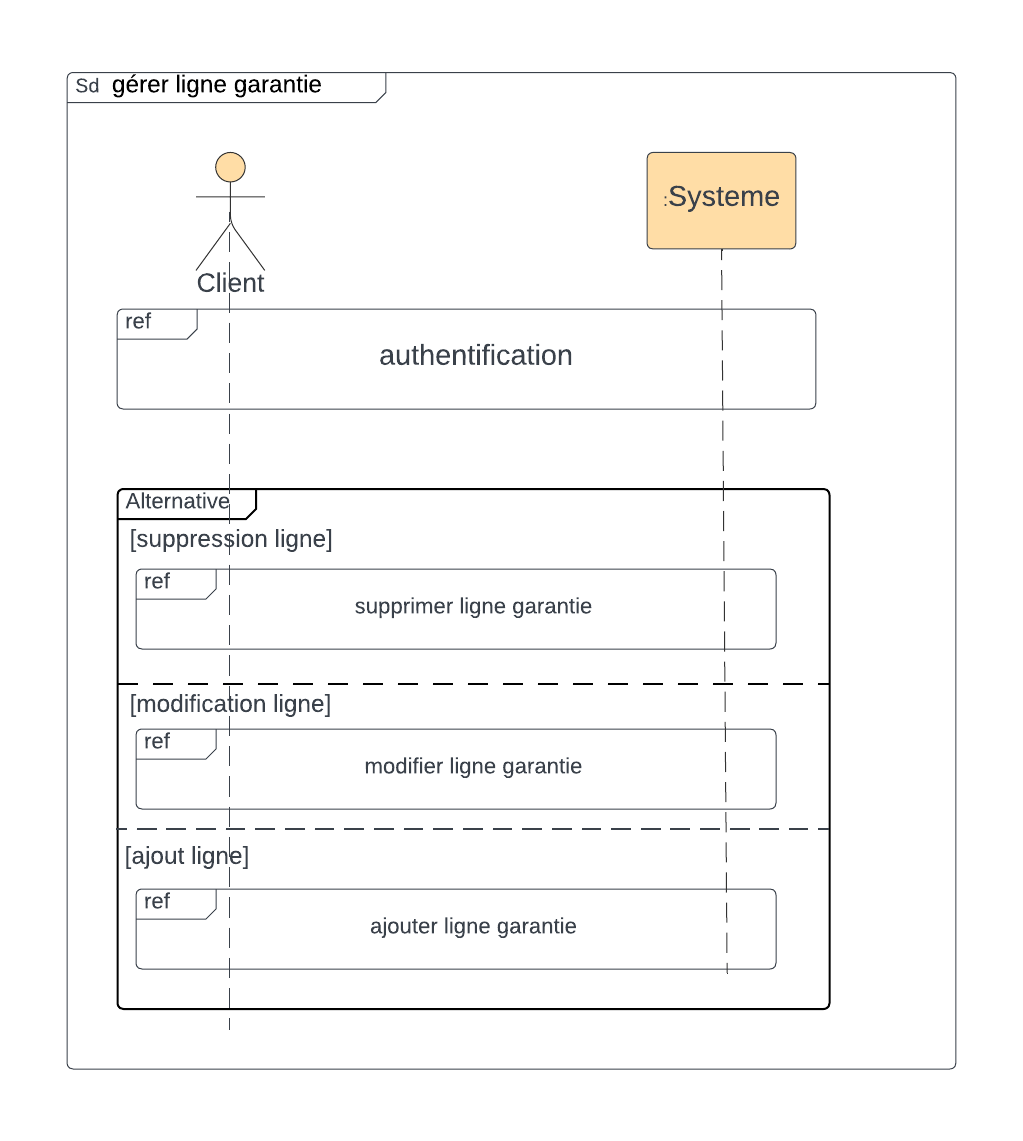 Sd gérer ligne garantie
:Systeme
Client
ref
authentification
Alternative
[suppression ligne]
ref
supprimer ligne garantie
[modification ligne]
ref
modifier ligne garantie
[ajout ligne]
ref
ajouter ligne garantie